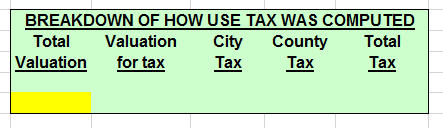 BREAKDOWN OF HOW USE TAX WAS COMPUTED
Total Valuation City County Total
Valuation for tax Tax Tax Tax